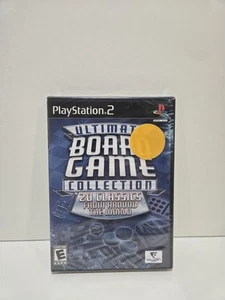 PlayStation®2
ULTIMATE
BOARD
GAME
COLLECTION
20 CLASSICS
FROM AROUND
THE WORLD
E